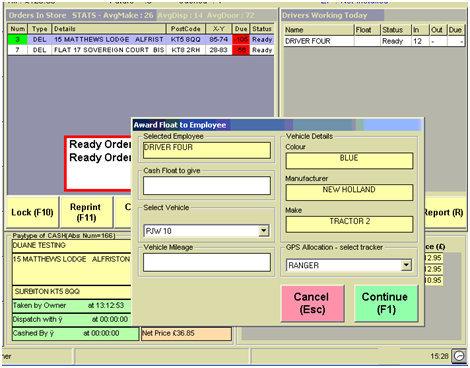 Orders In Store STATS - AvgMake : 26 AvgDisp : 14 AvgDoor : 72
Num Type Details PostCode X-Y Due Status
3 DEL 15 MATTHEWS LODGE ALFRIST KT5 8QQ 85-74 -105 Ready
7 DEL FLAT 17 SOVEREIGN COURT BIS KT8 2RH 28-83 Ready
Drivers Working Today
Name Float Status In Out Due
DRIVER FOUR Ready 12 - -
Ready Order
Ready Order
Lock (F10)
Reprint
(F11)
C
Report (R)
Award Float to Employee
Selected Employee
DRIVER FOUR
Cash Float to give
Select Vehicle
PJW 10
Vehicle Mileage
Vehicle Details
Colour
BLUE
Manufacturer
NEW HOLLAND
Make
TRACTOR 2
GPS Allocation - select tracker
RANGER
Cancel
(Esc)
Continue
(F1)
Paytype of CASH(Abs Num=166)
DUANE TESTING
15 MATTHEWS LODGE ALFRISTON
SURBITON KT5 8QQ
Taken by Owner at 13:12:53
Dispatch with ÿ at 00:00:00
Cashed By ÿ at 00:00:00
Net Price £36.85
ce (£)
12.95
12.95
10.95
ner
15:28